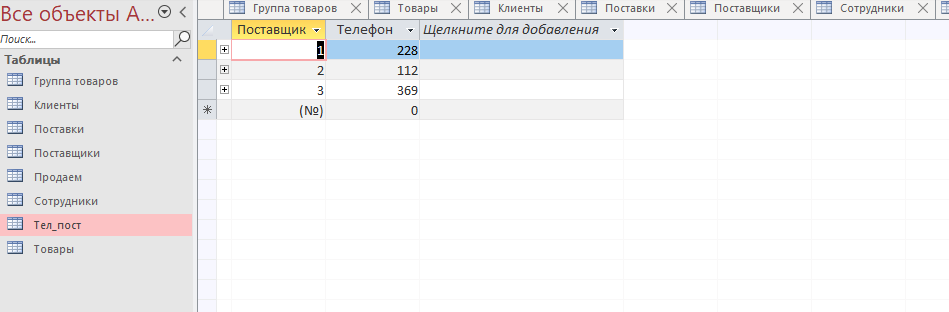 Все объекты A...
Поиск...
Таблицы
Группа товаров
Клиенты
Поставки
Поставщики
Продаем
Сотрудники
Тел_пост
Товары
Группа товаров
Товары
Клиенты
Поставки
Поставщики
Сотрудники
Поставщик Телефон Щелкните для добавления
1 228
2 112
3 369
(№) 0